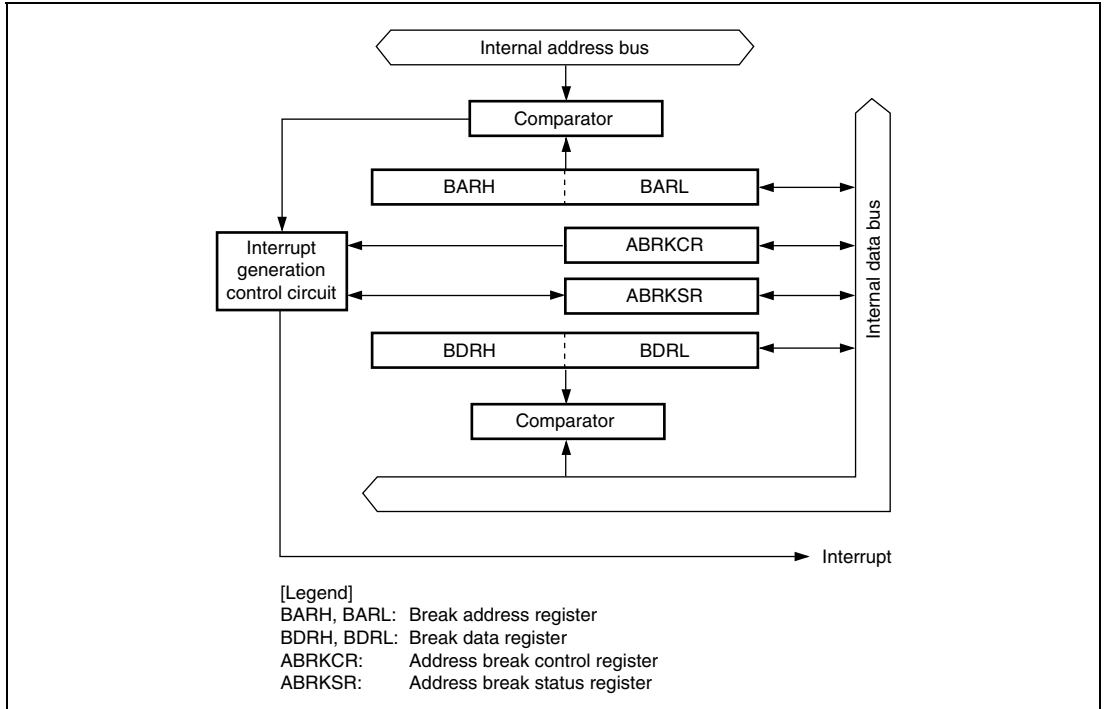 Internal address bus
Comparator
BARH
BARL
Internal data bus
Interrupt
generation
control circuit
ABRKCR
ABRKSR
BDRH
BDRL
Comparator
Interrupt
[Legend]
BARH, BARL: Break address register
BDRH, BDRL: Break data register
ABRKCR: Address break control register
ABRKSR: Address break status register